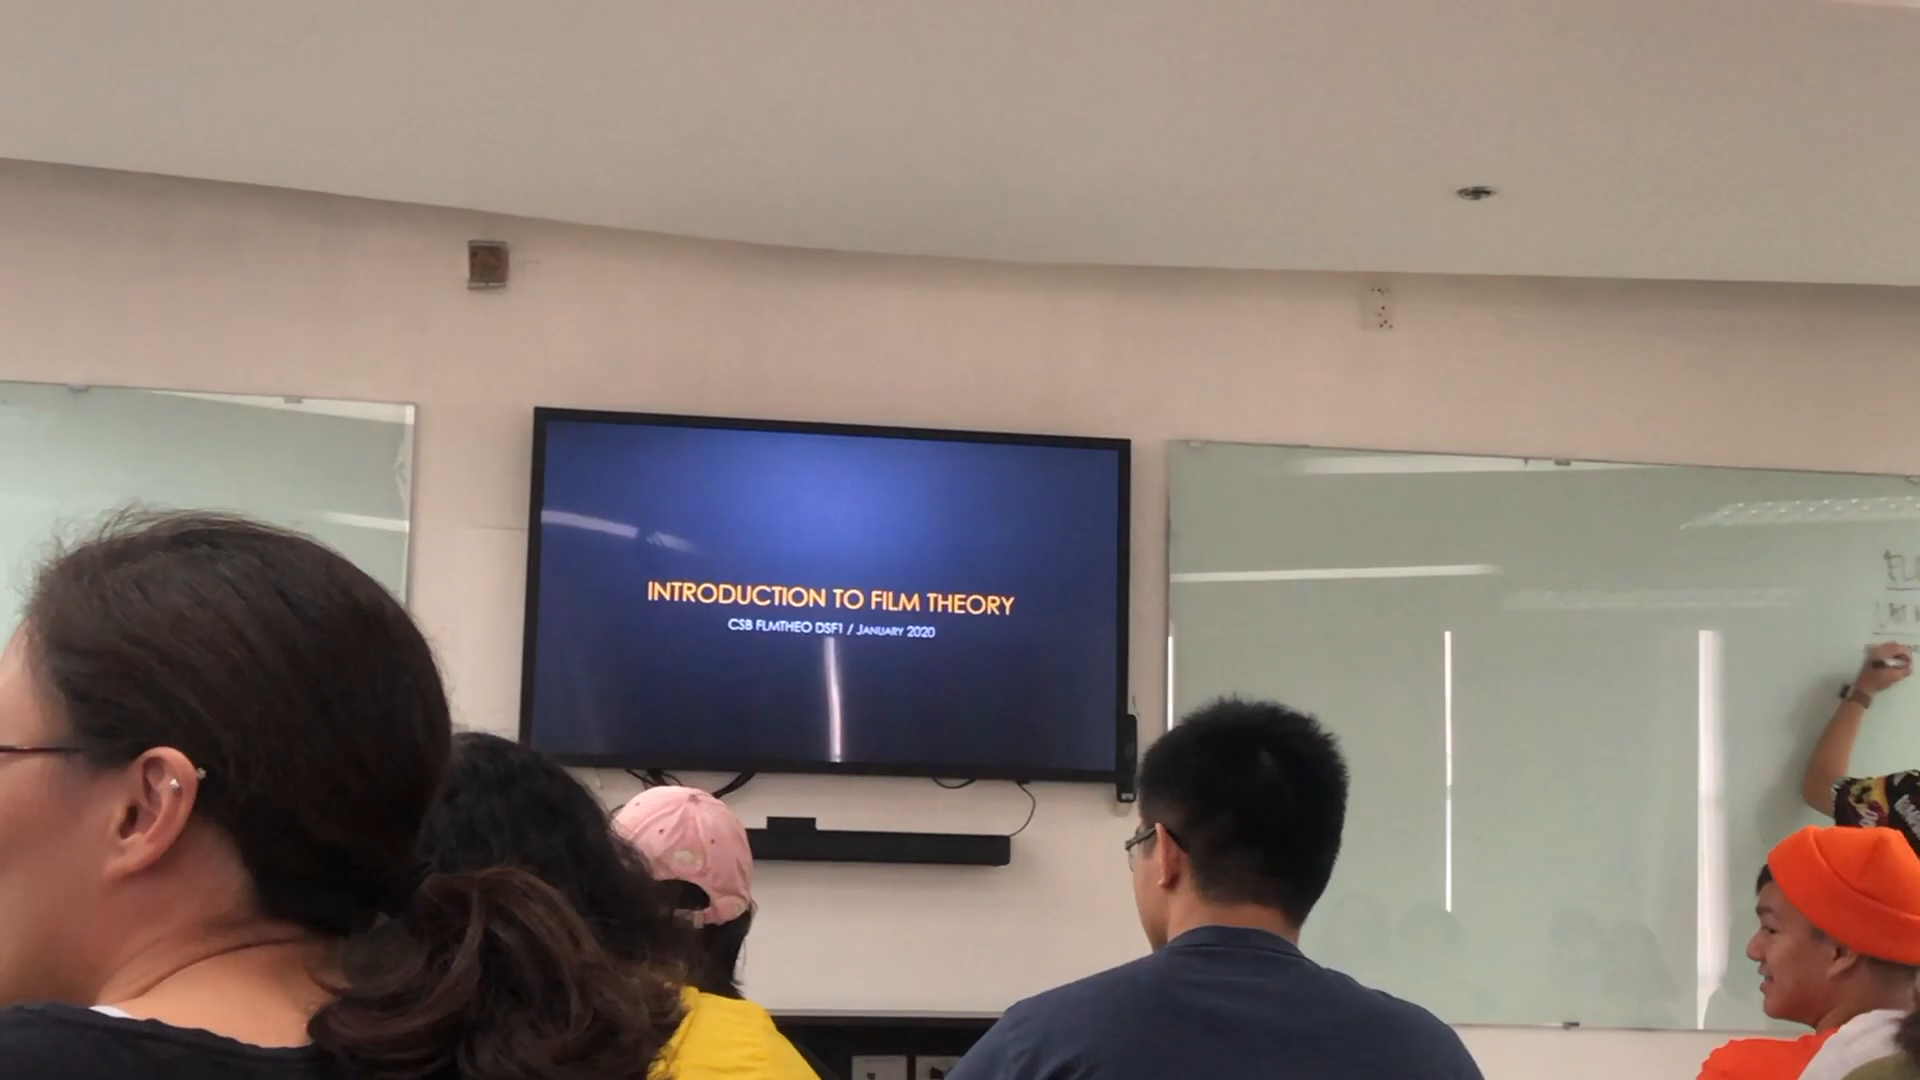 INTRODUCTION TO FILM THEORY
CSB FLMTHEO DSF1 / JANUARY 2020